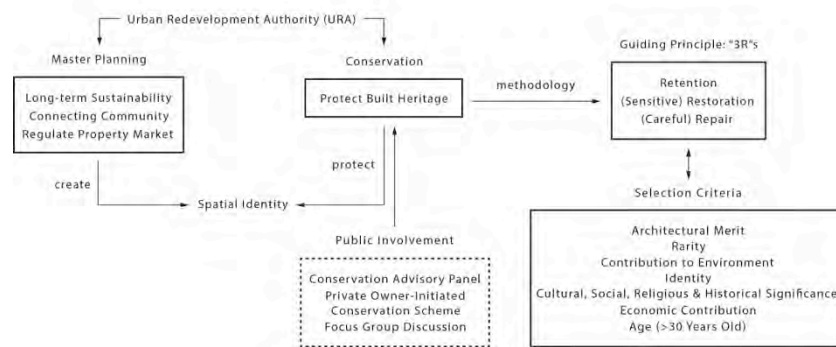 Urban Redevelopment Authority (URA)
Master Planning
Long-term Sustainability
Connecting Community
Regulate Property Market
create
Spatial Identity
Conservation
Protect Built Heritage
protect
methodology
Public Involvement
Conservation Advisory Panel
Private Owner-Initiated
Conservation Scheme
Focus Group Discussion
Guiding Principle: "3R"s
Retention
(Sensitive) Restoration
(Careful) Repair
Selection Criteria
Architectural Merit
Rarity
Contribution to Environment
Identity
Cultural, Social, Religious & Historical Significance
Economic Contribution
Age (>30 Years Old)